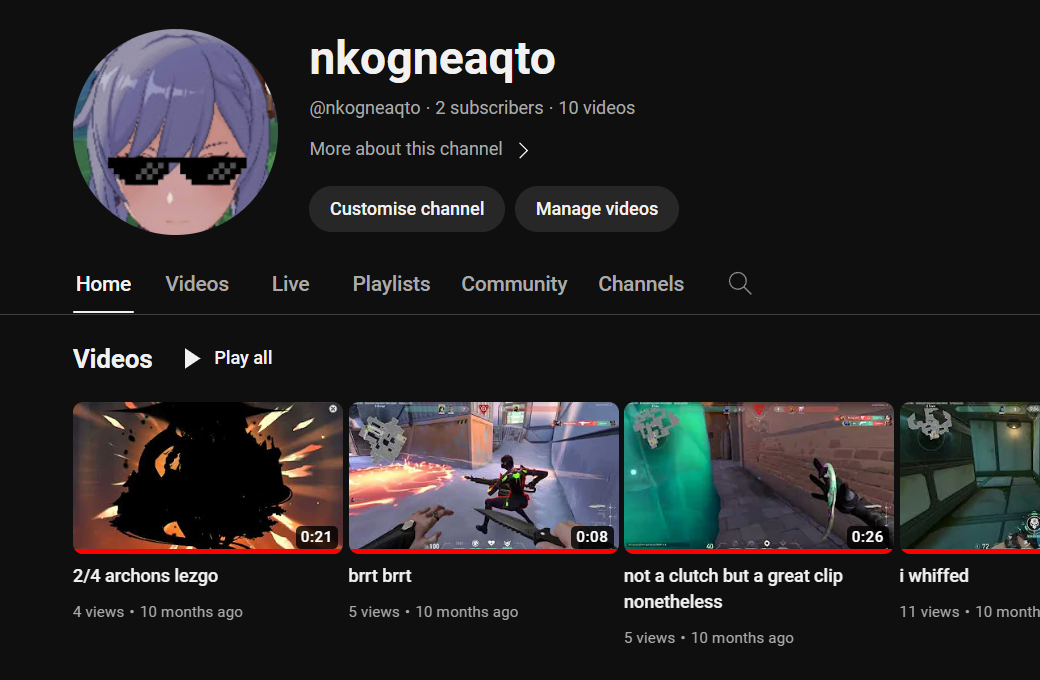 nkogneaqto
@nkogneaqto · 2 subscribers · 10 videos
More about this channel
Customise channel
Manage videos
Home
Videos
Live
Playlists
Community
Channels
Videos
Play all
0:21
0:08
0:26
2/4 archons lezgo
4 views • 10 months ago
brrt brrt
5 views • 10 months ago
not a clutch but a great clip
nonetheless
5 views • 10 months ago
i whiffed
11 views • 10 month
100
40
72